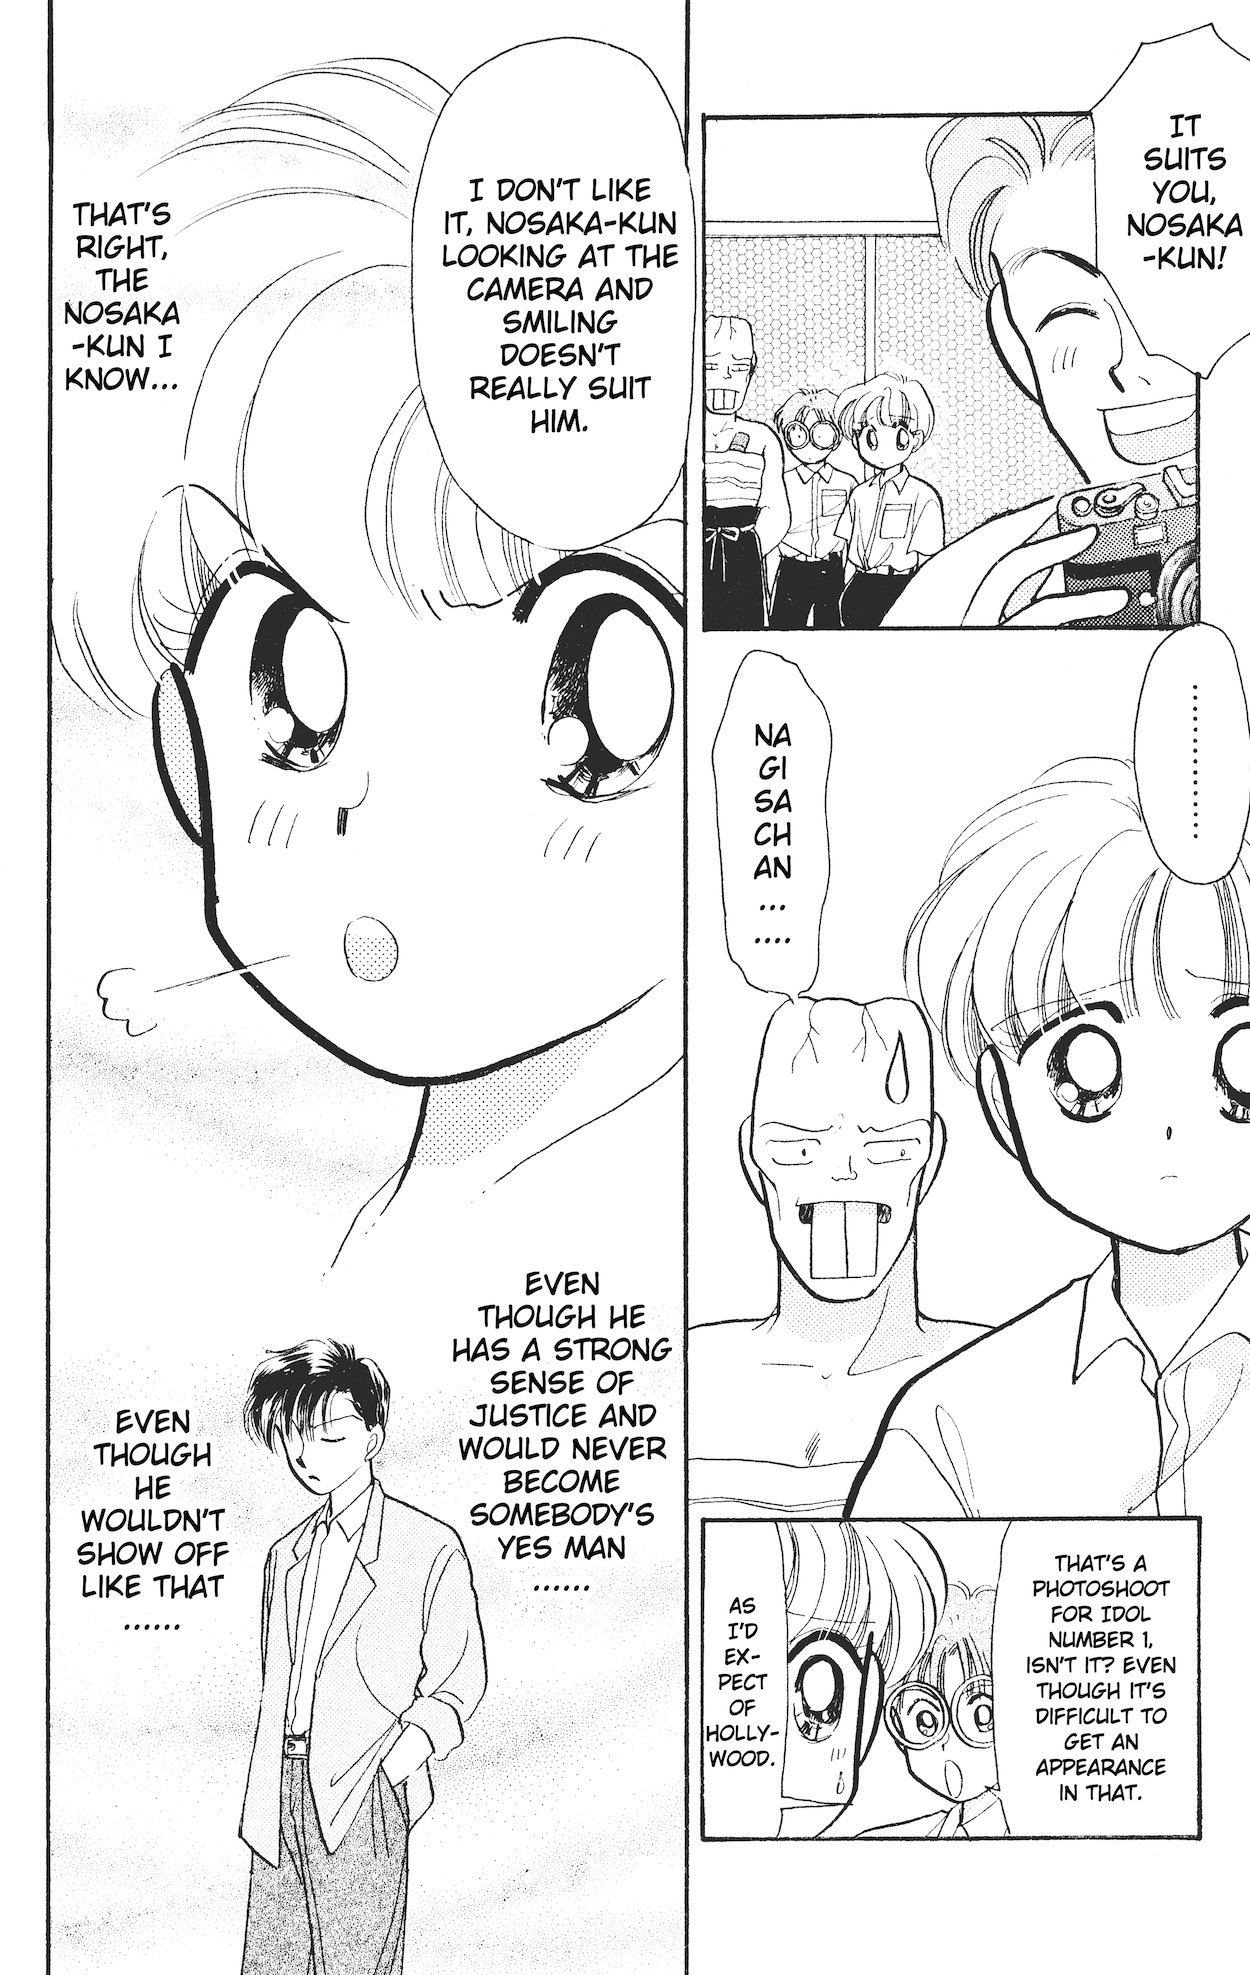 IT
SUITS
YOU,
NOSAKA
-KUN!
..........
NA
GI
SA
CH
AN
...
....
THAT'S A
PHOTOSHOOT
FOR IDOL
NUMBER 1,
ISN'T IT? EVEN
THOUGH IT'S
DIFFICULT TO
GET AN
APPEARANCE
IN THAT.
AS
I'D
EX-
PECT
OF
HOLLY-
WOOD.
I DON'T LIKE
IT, NOSAKA-KUN
LOOKING AT THE
CAMERA AND
SMILING
DOESN'T
REALLY SUIT
HIM.
THAT'S
RIGHT,
THE
NOSAKA
-KUN I
KNOW...
EVEN
THOUGH HE
HAS A STRONG
SENSE OF
JUSTICE AND
WOULD NEVER
BECOME
SOMEBODY'S
YES MAN
......
EVEN
THOUGH
HE
WOULDN'T
SHOW OFF
LIKE THAT
......